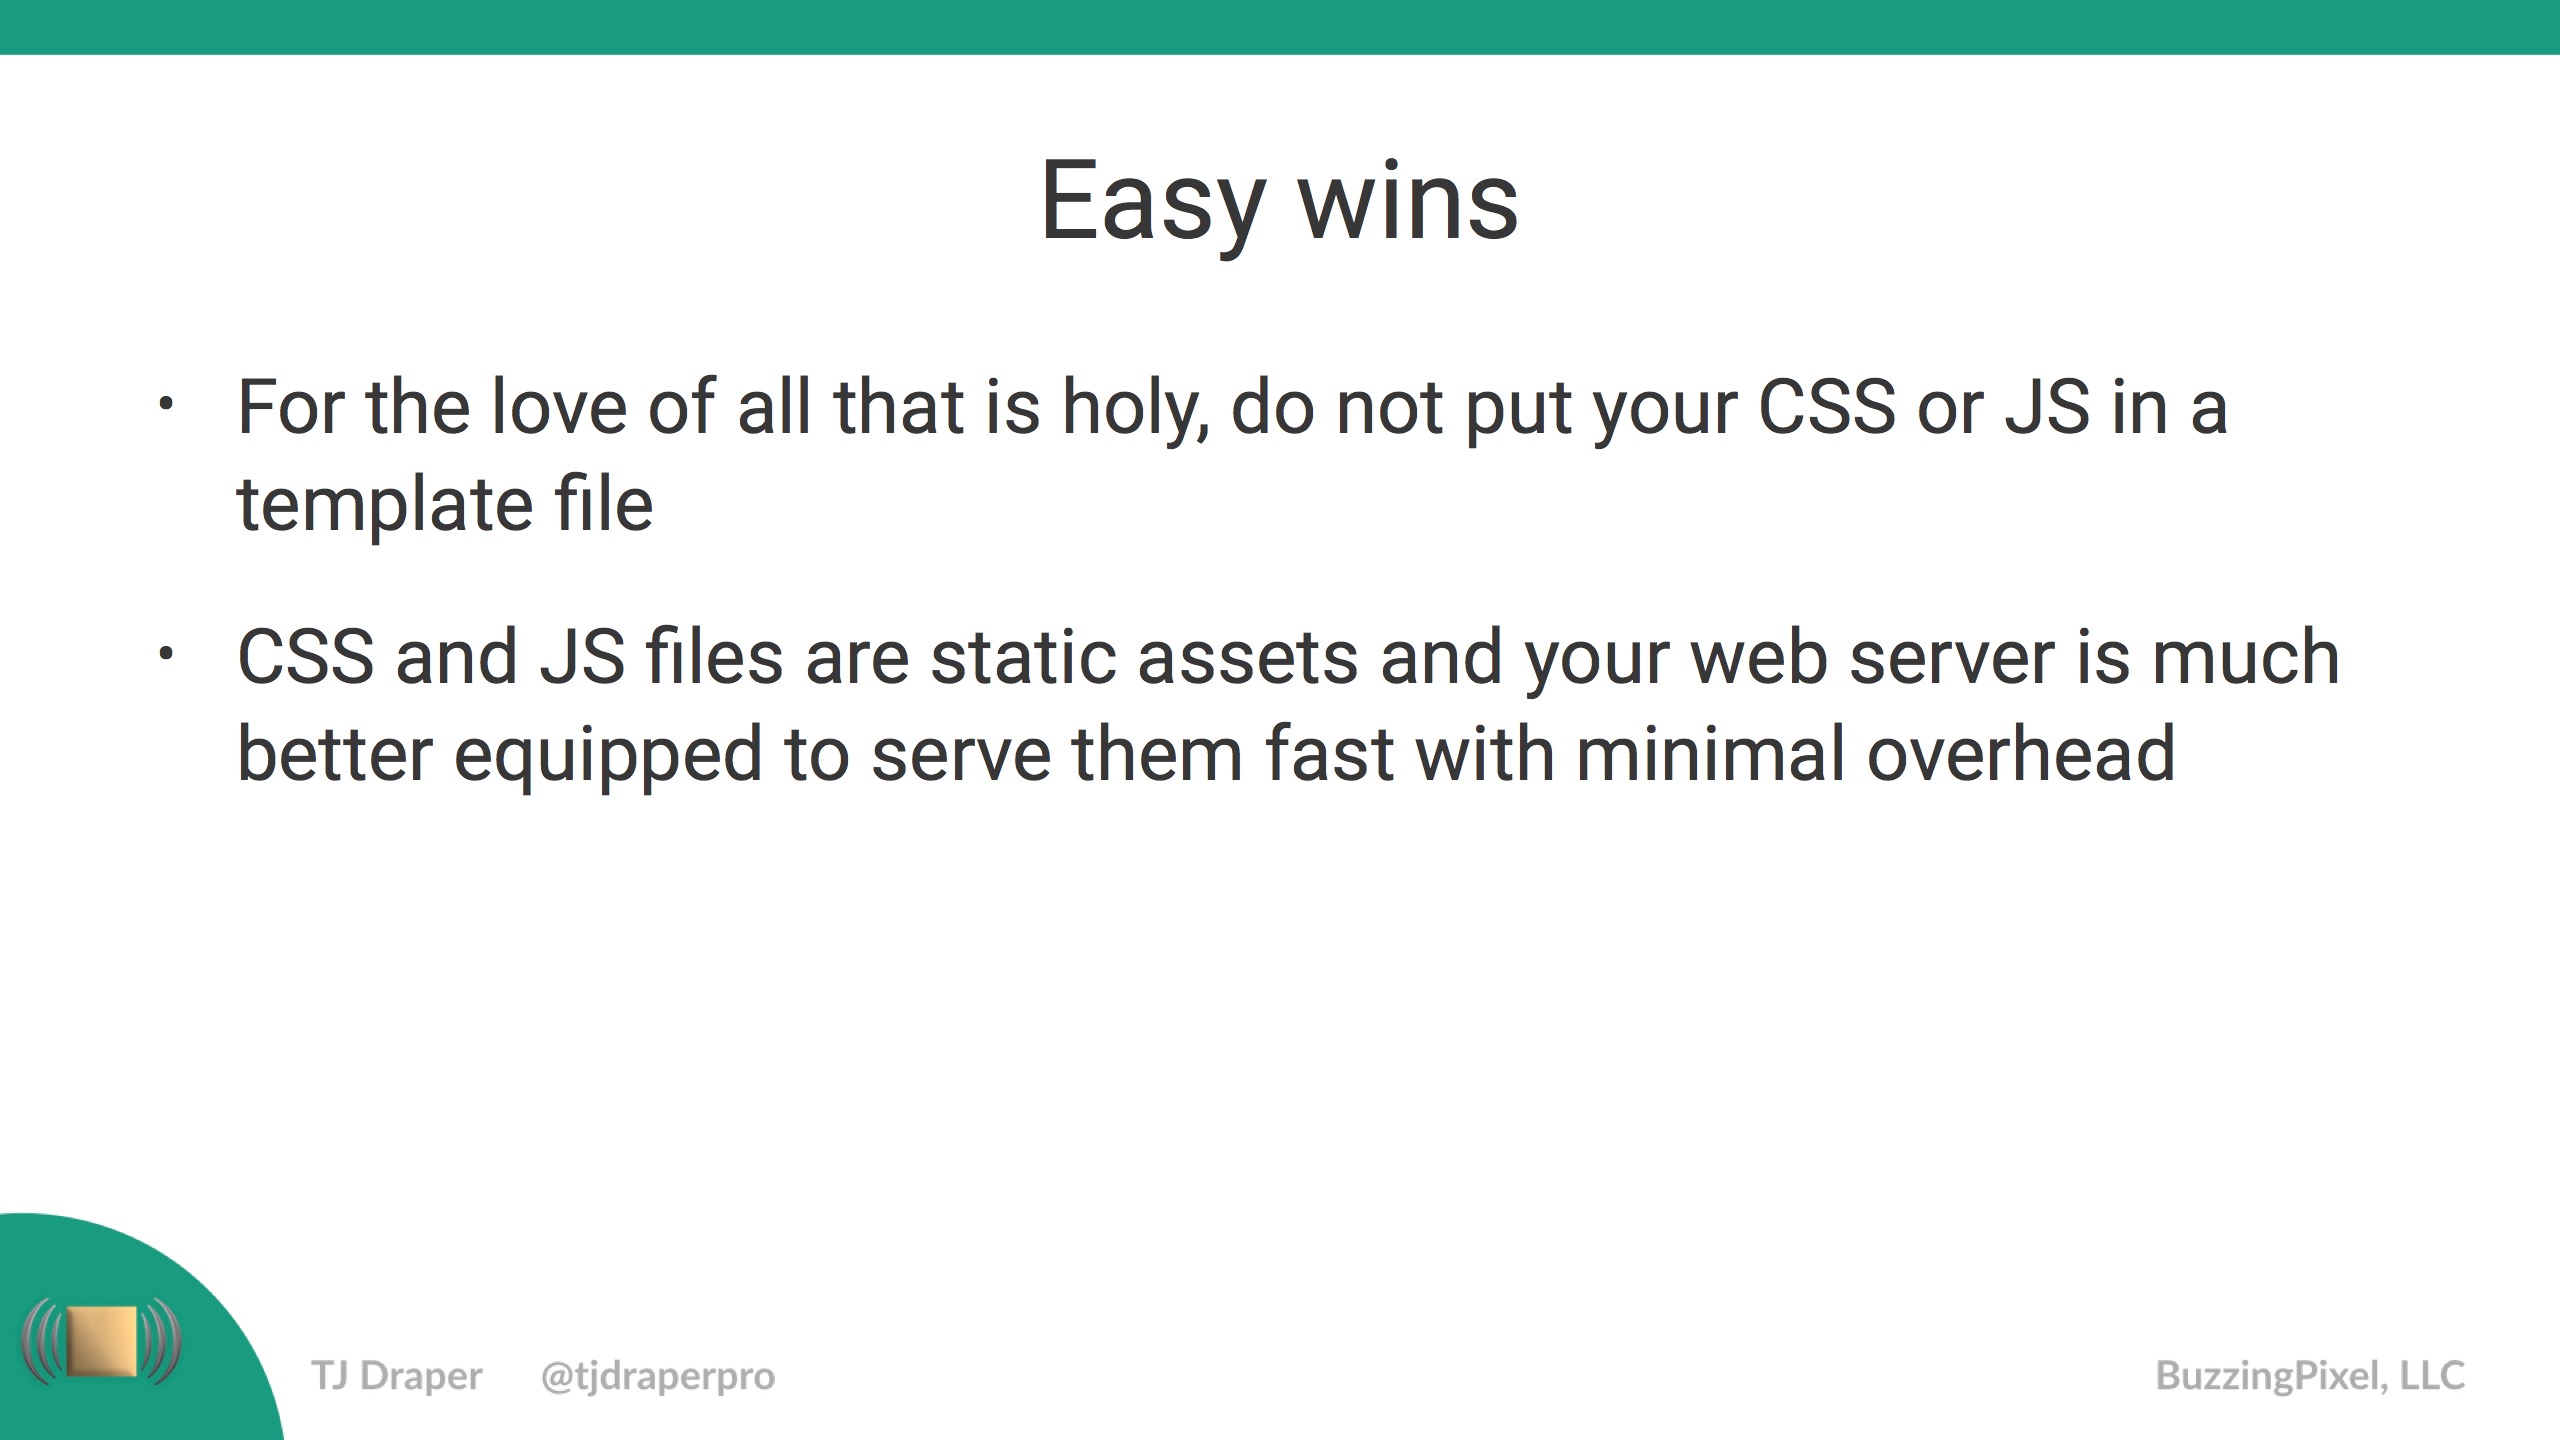 Easy wins
• For the love of all that is holy, do not put your CSS or JS in a
template file
• CSS and JS files are static assets and your web server is much
better equipped to serve them fast with minimal overhead
TJ Draper @tjdraperpro BuzzingPixel, LLC